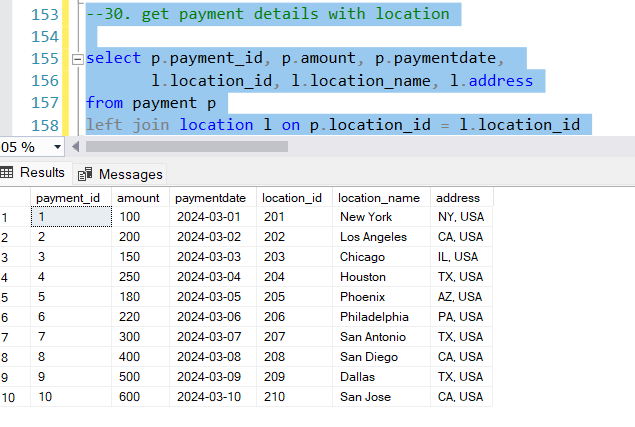 153 --30. get payment details with location
154
155 select p.payment_id, p.amount, p.paymentdate,
156 l.location_id, l.location_name, l.address
157 from payment p
158 left join location l on p.location_id = l.location_id
05 %
Results Messages
payment_id amount paymentdate location_id location_name address
1 1 100 2024-03-01 201 New York NY, USA
2 2 200 2024-03-02 202 Los Angeles CA, USA
3 3 150 2024-03-03 203 Chicago IL, USA
4 4 250 2024-03-04 204 Houston TX, USA
5 5 180 2024-03-05 205 Phoenix AZ, USA
6 6 220 2024-03-06 206 Philadelphia PA, USA
7 7 300 2024-03-07 207 San Antonio TX, USA
8 8 400 2024-03-08 208 San Diego CA, USA
9 9 500 2024-03-09 209 Dallas TX, USA
10 10 600 2024-03-10 210 San Jose CA, USA